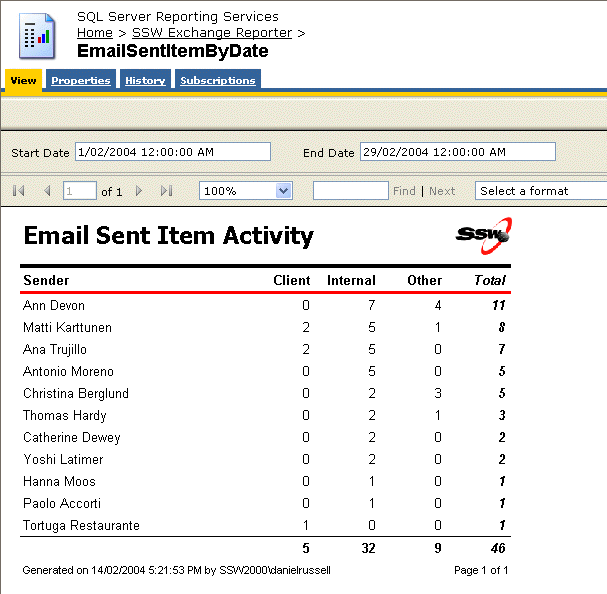 SQL Server Reporting Services
Home > SSW Exchange Reporter >
EmailSentItemByDate
View Properties History Subscriptions
Start Date 1/02/2004 12:00:00 AM End Date 29/02/2004 12:00:00 AM
1 of 1 100% Find | Next Select a format
Email Sent Item Activity SSW
Sender Client Internal Other Total
Ann Devon 0 7 4 11
Matti Karttunen 2 5 1 8
Ana Trujillo 2 5 0 7
Antonio Moreno 0 5 0 5
Christina Berglund 0 2 3 5
Thomas Hardy 0 2 1 3
Catherine Dewey 0 2 0 2
Yoshi Latimer 0 2 0 2
Hanna Moos 0 1 0 1
Paolo Accorti 0 1 0 1
Tortuga Restaurante 1 0 0 1
5 32 9 46
Generated on 14/02/2004 5:21:53 PM by SSW2000\danielrussell Page 1 of 1